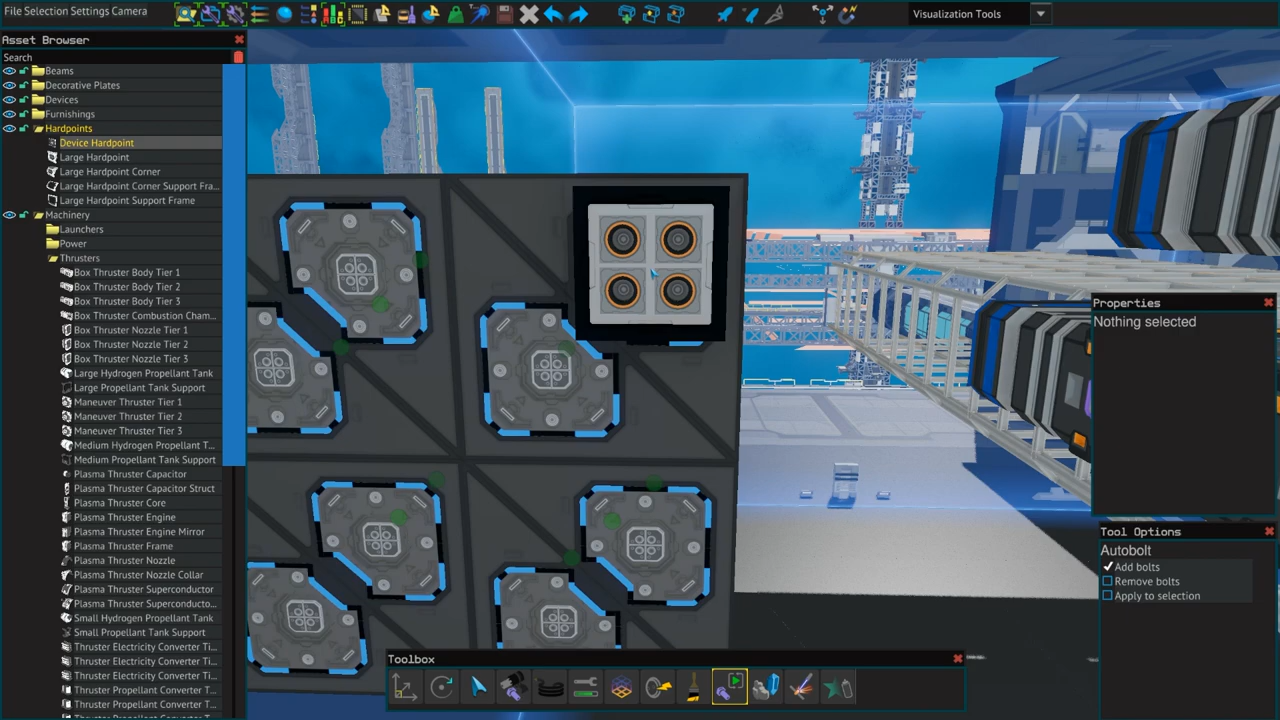 File Selection Settings Camera
Visualization Tools
Asset Browser
Search
Beams
Decorative Plates
Devices
Furnishings
Hardpoints
Device Hardpoint
Large Hardpoint
Large Hardpoint Corner
Large Hardpoint Corner Support Fra...
Large Hardpoint Support Frame
Machinery
Launchers
Power
Thrusters
Box Thruster Body Tier 1
Box Thruster Body Tier 2
Box Thruster Body Tier 3
Box Thruster Combustion Cham...
Box Thruster Nozzle Tier 1
Box Thruster Nozzle Tier 2
Box Thruster Nozzle Tier 3
Large Hydrogen Propellant Tank
Large Propellant Tank Support
Maneuver Thruster Tier 1
Maneuver Thruster Tier 2
Maneuver Thruster Tier 3
Medium Hydrogen Propellant T...
Medium Propellant Tank Support
Plasma Thruster Capacitor
Plasma Thruster Capacitor Struct
Plasma Thruster Core
Plasma Thruster Engine
Plasma Thruster Engine Mirror
Plasma Thruster Frame
Plasma Thruster Nozzle
Plasma Thruster Nozzle Collar
Plasma Thruster Superconductor
Plasma Thruster Superconducto...
Small Hydrogen Propellant Tank
Small Propellant Tank Support
Thruster Electricity Converter Ti...
Thruster Electricity Converter Ti...
Thruster Electricity Converter Ti...
Thruster Propellant Converter T...
Thruster Propellant Converter T...
Properties
Nothing selected
Tool Options
Autobolt
Add bolts
Remove bolts
Apply to selection
Toolbox